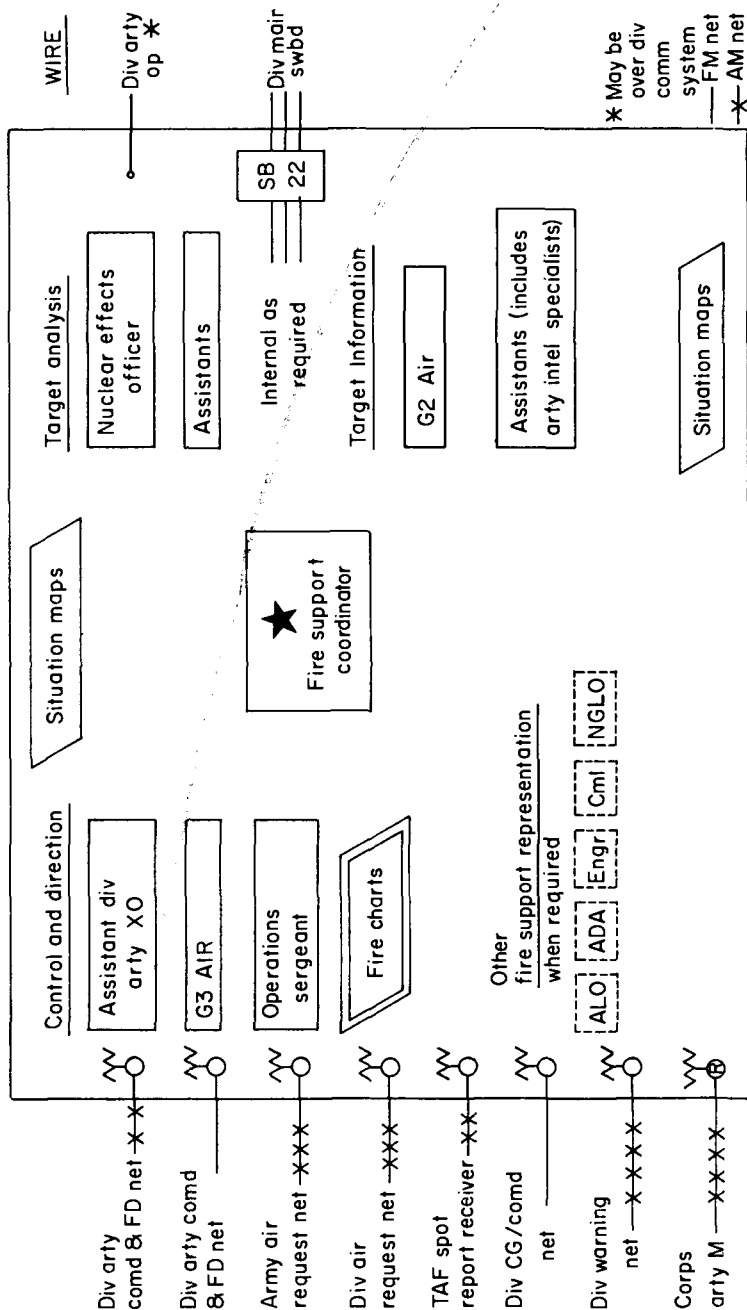 WIRE
Situation maps
Control and direction
Assistant div
arty XO
G3 AIR
Operations
sergeant
Fire charts
Target analysis
Nuclear effects
officer
Assistants
Internal as
required
SB
22
Div arty
op *
Div mair
swbd
★
Fire support
coordinator
Target Information
G2 Air
Assistants (includes
arty intel specialists)
Situation maps
Other
fire support representation
when required
ALO
ADA
Engr
Cml
NGLO
Div arty
comd & FD net
Div arty comd
& FD net
Army air
request net
Div air
request net
TAF spot
report receiver
Div CG/comd
net
Div warning
net
Corps
arty M
R
* May be
over div
comm
system
FM net
AM net